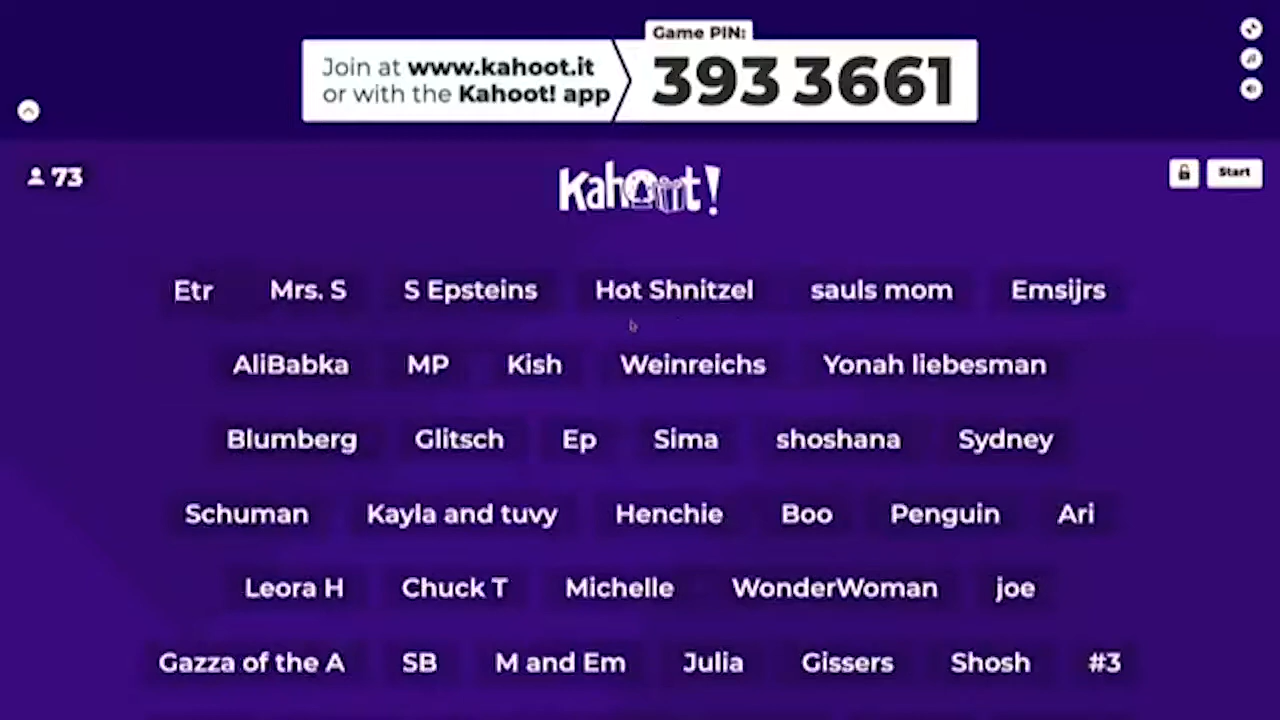 Game PIN:
Join at www.kahoot.it
or with the Kahoot! app
393 3661
73
Kahoot!
Start
Etr Mrs. S S Epsteins Hot Shnitzel sauls mom Emsijrs
AliBabka MP Kish Weinreichs Yonah liebesman
Blumberg Glitsch Ep Sima shoshana Sydney
Schuman Kayla and tuvy Henchie Boo Penguin Ari
Leora H Chuck T Michelle WonderWoman joe
Gazza of the A SB M and Em Julia Gissers Shosh #3